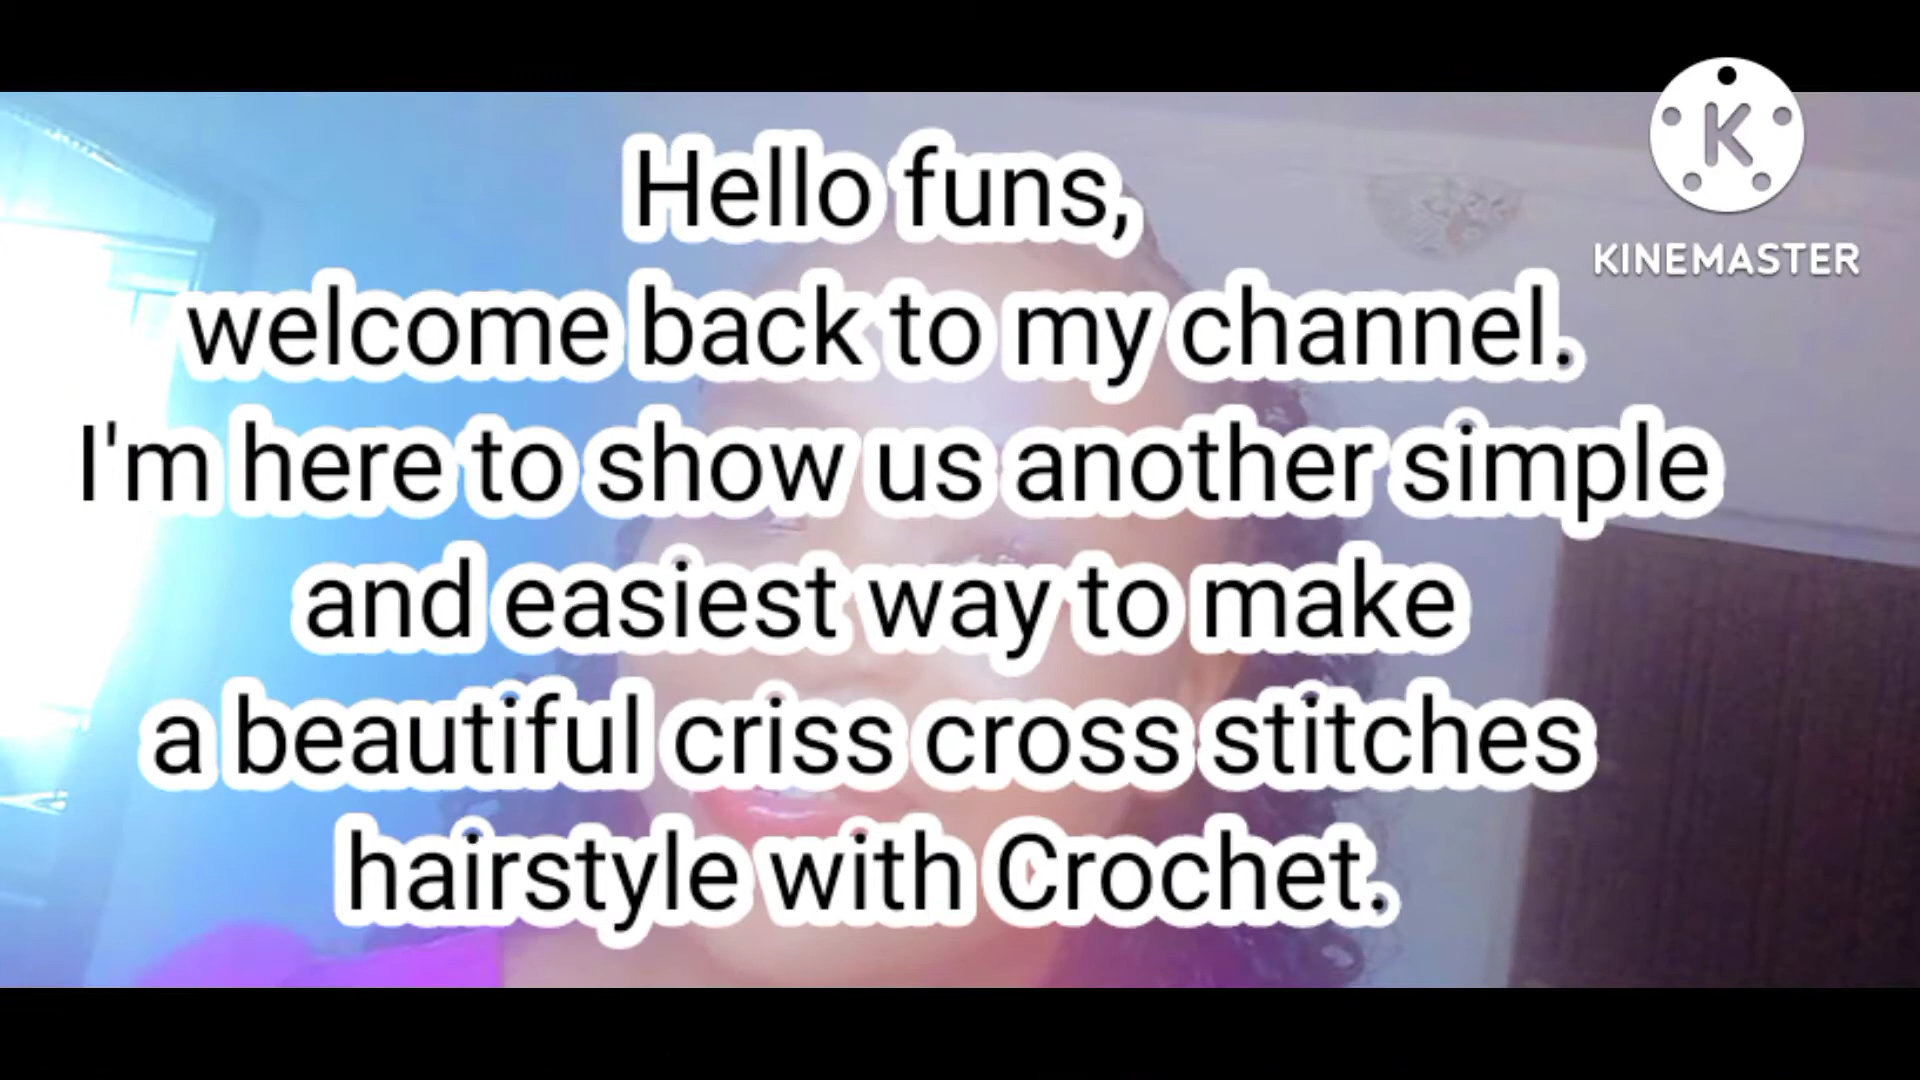 Hello funs,
welcome back to my channel.
I'm here to show us another simple
and easiest way to make
a beautiful criss cross stitches
hairstyle with Crochet.
K
KINEMASTER